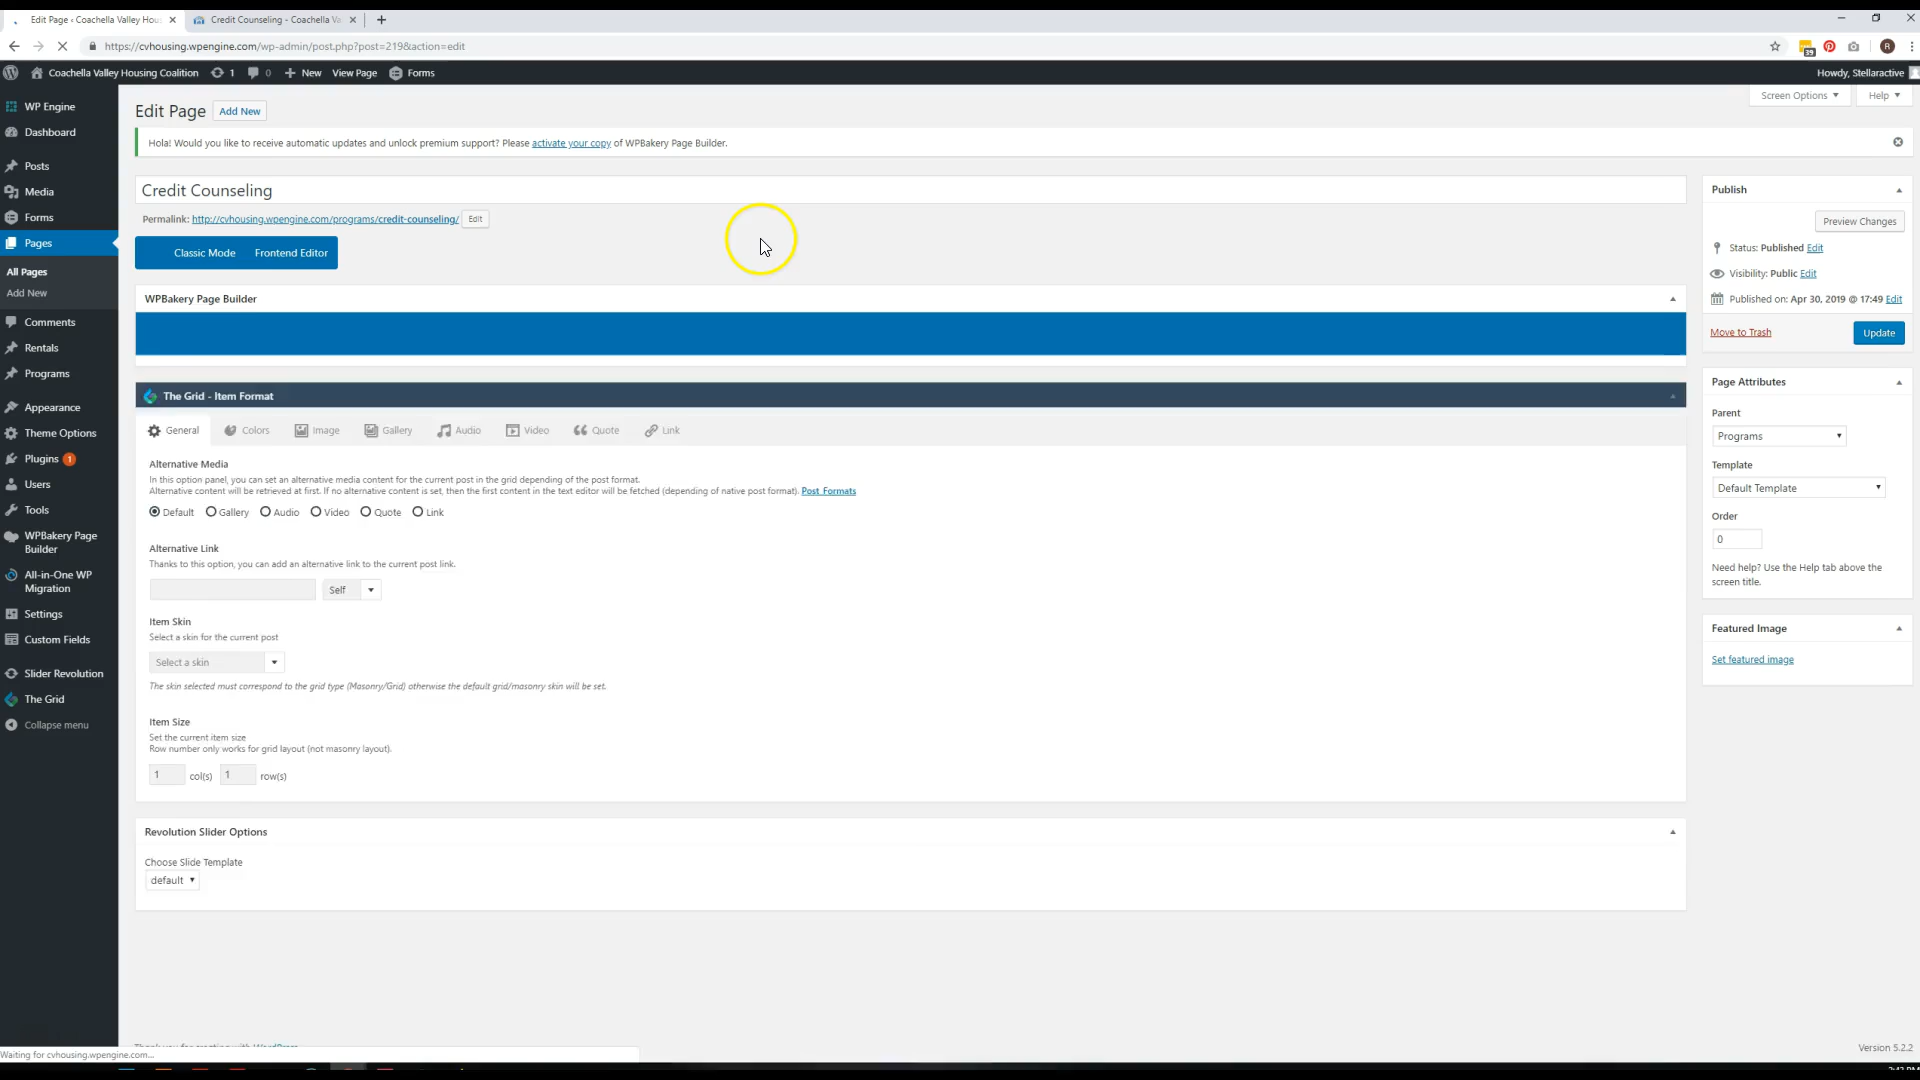 Edit Page ‹ Coachella Valley Hou
Credit Counseling - Coachella Va
https://cvhousing.wpengine.com/wp-admin/post.php?post=219&action=edit
39
R
Coachella Valley Housing Coalition
1
0
New
View Page
Forms
Howdy, Stellaractive
Screen Options
Help
WP Engine
Dashboard
Posts
Media
Forms
Pages
All Pages
Add New
Comments
Rentals
Programs
Appearance
Theme Options
Plugins 1
Users
Tools
WPBakery Page
Builder
All-in-One WP
Migration
Settings
Custom Fields
Slider Revolution
The Grid
Collapse menu
Edit Page
Add New
Hola! Would you like to receive automatic updates and unlock premium support? Please activate your copy of WPBakery Page Builder.
Credit Counseling
Permalink: http://cvhousing.wpengine.com/programs/credit-counseling/ Edit
Classic Mode
Frontend Editor
WPBakery Page Builder
The Grid - Item Format
General
Colors
Image
Gallery
Audio
Video
Quote
Link
Alternative Media
In this option panel, you can set an alternative media content for the current post in the grid depending of the post format.
Alternative content will be retrieved at first. If no alternative content is set, then the first content in the text editor will be fetched (depending of native post format). Post Formats
Default
Gallery
Audio
Video
Quote
Link
Alternative Link
Thanks to this option, you can add an alternative link to the current post link.
Self
Item Skin
Select a skin for the current post
Select a skin
The skin selected must correspond to the grid type (Masonry/Grid) otherwise the default grid/masonry skin will be set.
Item Size
Set the current item size
Row number only works for grid layout (not masonry layout).
1 col(s) 1 row(s)
Revolution Slider Options
Choose Slide Template
default
Publish
Preview Changes
Status: Published Edit
Visibility: Public Edit
Published on: Apr 30, 2019 @ 17:49 Edit
Move to Trash
Update
Page Attributes
Parent
Programs
Template
Default Template
Order
0
Need help? Use the Help tab above the
screen title.
Featured Image
Set featured image
Version 5.2.2
Waiting for cvhousing.wpengine.com...